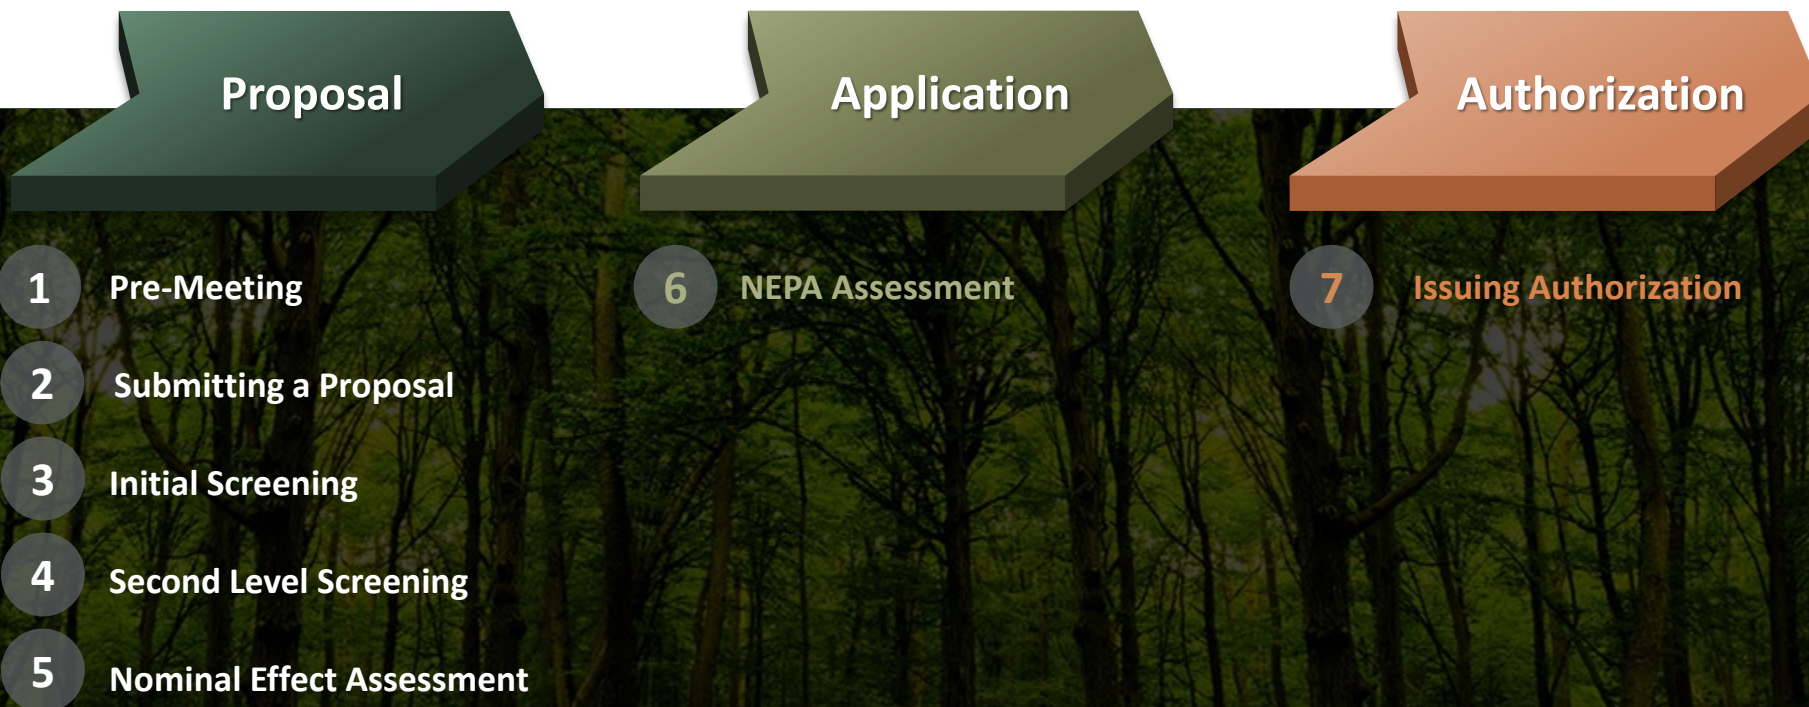 Proposal
Application
Authorization
1 Pre-Meeting
2 Submitting a Proposal
3 Initial Screening
4 Second Level Screening
5 Nominal Effect Assessment
6 NEPA Assessment
7 Issuing Authorization